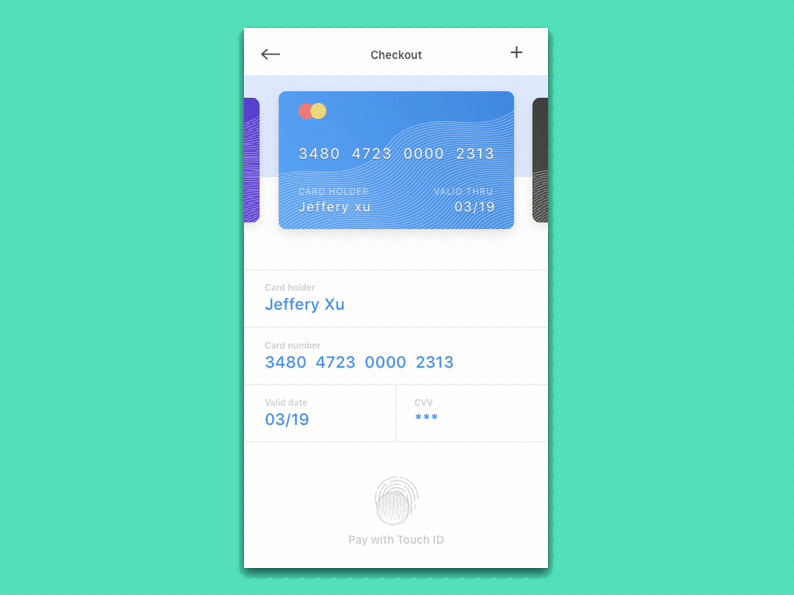 Checkout
3480 4723 0000 2313
CARD HOLDER VALID THRU
Jeffery xu 03/19
Card holder
Jeffery Xu
Card number
3480 4723 0000 2313
Valid date CVV
03/19 ***
Pay with Touch ID